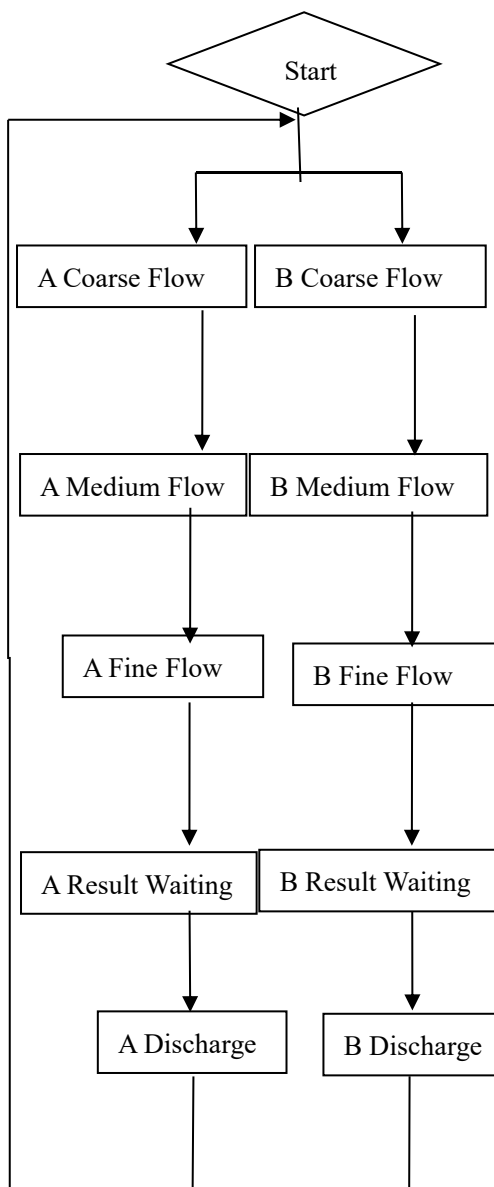 Start
A Coarse Flow
B Coarse Flow
A Medium Flow
B Medium Flow
A Fine Flow
B Fine Flow
A Result Waiting
B Result Waiting
A Discharge
B Discharge